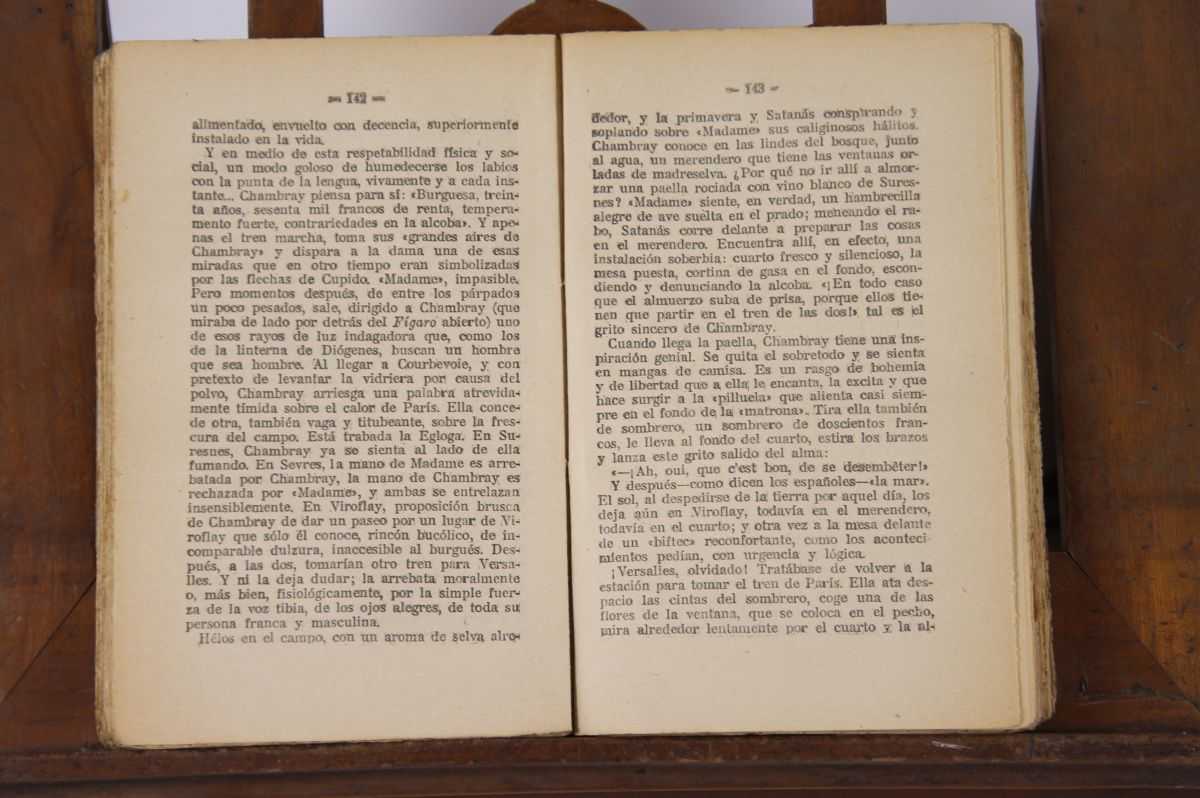 142
alimentado, envuelto con decencia, superiormente
instalado en la vida.
Y en medio de esta respetabilidad física y so-
cial, un modo goloso de humedecerse los labios
con la punta de la lengua, vivamente y a cada ins-
tante... Chambray piensa para sí: «Burguesa, trein-
ta años, sesenta mil francos de renta, tempera-
mento fuerte, contrariedades en la alcoba». Y ape-
nas el tren marcha, toma sus «grandes aires de
Chambray» y dispara a la dama una de esas
miradas que en otro tiempo eran simbolizadas
por las flechas de Cupido. «Madame», impasible.
Pero momentos después, de entre los párpados
un poco pesados, sale, dirigido a Chambray (que
miraba de lado por detrás del Fígaro abierto) uno
de esos rayos de luz indagadora que, como los
de la linterna de Diógenes, buscan un hombre
que sea hombre. Al llegar a Courbevoie, y con
pretexto de levantar la vidriera por causa del
polvo, Chambray arriesga una palabra atrevida-
mente tímida sobre el calor de París. Ella conce-
de otra, también vaga y titubeante, sobre la fres-
cura del campo. Está trabada la Egloga. En Su-
resnes, Chambray ya se sienta al lado de ella
fumando. En Sevres, la mano de Madame es arre-
batada por Chambray, la mano de Chambray es
rechazada por «Madame», y ambas se entrelazan
insensiblemente. En Viroflay, proposición brusca
de Chambray de dar un paseo por un lugar de Vi-
roflay que sólo él conoce, rincón bucólico, de in-
comparable dulzura, inaccesible al burgués. Des-
pués, a las dos, tomarían otro tren para Versa-
lles. Y ni la deja dudar; la arrebata moralmente
o, más bien, fisiológicamente, por la simple fuer-
za de la voz tibia, de los ojos alegres, de toda su
persona franca y masculina.
Hélos en el campo, con un aroma de selva alre-
143
dedor, y la primavera y Satanás conspirando y
soplando sobre «Madame» sus caliginosos hálitos.
Chambray conoce en las lindes del bosque, junto
al agua, un merendero que tiene las ventanas or-
ladas de madreselva. ¿Por qué no ir allí a almor-
zar una paella rociada con vino blanco de Sures-
nes? «Madame» siente, en verdad, un hambrecilla
alegre de ave suelta en el prado; meneando el ra-
bo, Satanás corre delante a preparar las cosas
en el merendero. Encuentra allí, en efecto, una
instalación soberbia: cuarto fresco y silencioso, la
mesa puesta, cortina de gasa en el fondo, escon-
diendo y denunciando la alcoba. «¡En todo caso
que el almuerzo suba de prisa, porque ellos tie-
nen que partir en el tren de las dos!» tal es el
grito sincero de Chambray.
Cuando llega la paella, Chambray tiene una ins-
piración genial. Se quita el sobretodo y se sienta
en mangas de camisa. Es un rasgo de bohemia
y de libertad que a ella le encanta, la excita y que
hace surgir a la «pilluela» que alienta casi siem-
pre en el fondo de la «matrona». Tira ella también
de sombrero, un sombrero de doscientos fran-
cos, le lleva al fondo del cuarto, estira los brazos
y lanza este grito salido del alma:
«—¡Ah, oui, que c'est bon, de se desembêter!»
Y después—como dicen los españoles—«la mar».
El sol, al despedirse de la tierra por aquel día, los
deja aún en Viroflay, todavía en el merendero,
todavía en el cuarto; y otra vez a la mesa delante
de un «biftec» reconfortante, como los aconteci-
mientos pedían, con urgencia y lógica.
¡Versalles, olvidado! Tratábase de volver a la
estación para tomar el tren de París. Ella ata des-
pacio las cintas del sombrero, coge una de las
flores de la ventana, que se coloca en el pecho,
mira alrededor lentamente por el cuarto y la al-